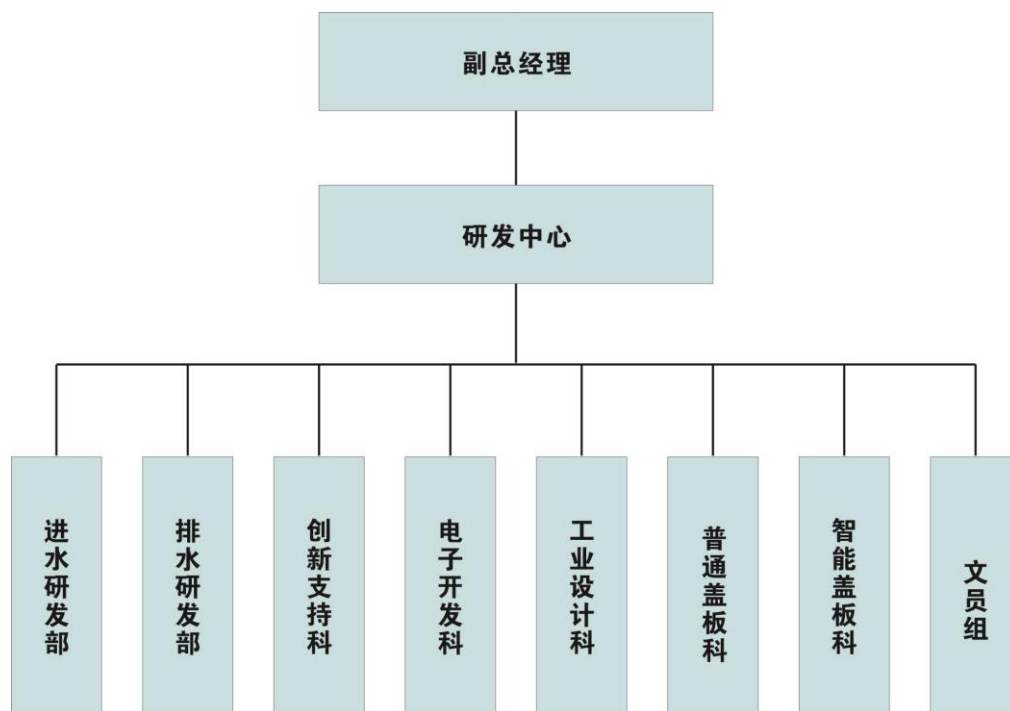 副总经理
研发中心
进水研发部
排水研发部
创新支持科
电子开发科
工业设计科
普通盖板科
智能盖板科
文员组